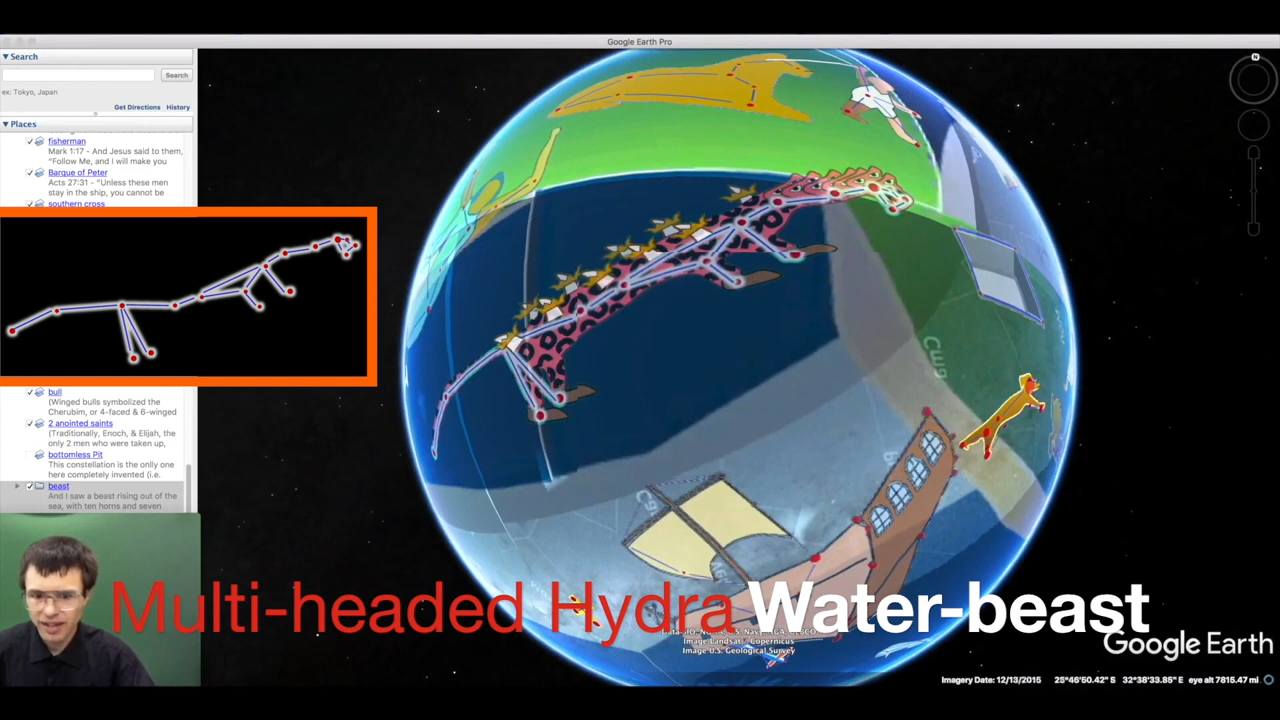 Google Earth Pro
Search
Search
ex: Tokyo, Japan
Get Directions History
Places
fisherman
Mark 1:17 - And Jesus said to them,
"Follow Me, and I will make you
Barque of Peter
Acts 27:31 - "Unless these men
stay in the ship, you cannot be
southern cross
bull
(Winged bulls symbolized the
Cherubim, or 4-faced & 6-winged
2 anointed saints
(Traditionally, Enoch, & Elijah, the
only 2 men who were taken up,
bottomless Pit
This constellation is the onlly one
here completely invented (i.e.
beast
And I saw a beast rising out of the
sea, with ten horns and seven
N
Multi-headed Hydra Water-beast
Image Landsat / Copernicus
Image U.S. Geological Survey
Google Earth
Imagery Date: 12/13/2015 25°46'50.42" S 32°38'33.85" E eye alt 7815.47 mi